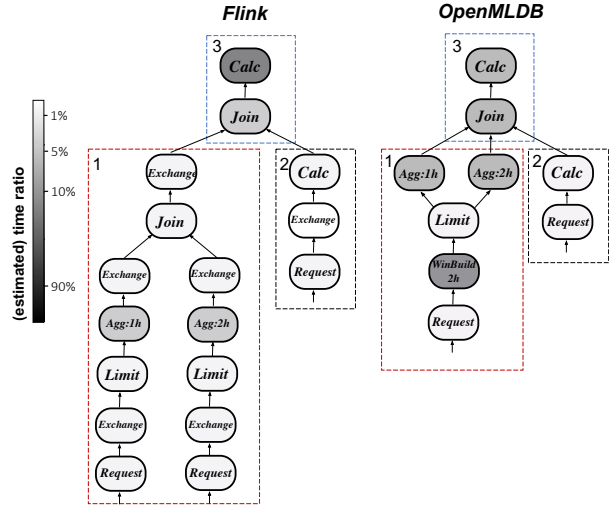 Flink
OpenMLDB
(estimated) time ratio
1%
5%
10%
90%
3
Calc
Join
1
Exchange
Join
Exchange
Exchange
Agg:1h
Agg:2h
Limit
Limit
Exchange
Exchange
Request
Request
2
Calc
Exchange
Request
3
Calc
Join
1
Agg:1h
Agg:2h
Limit
WinBuild
2h
Request
2
Calc
Request